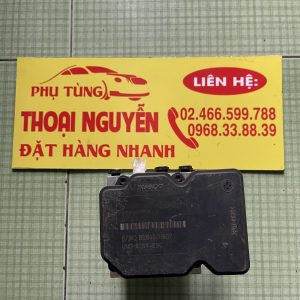 PHỤ TÙNG
LIÊN HỆ:
THOẠI NGUYỄN
02.466.599.788
0968.33.88.39
ĐẶT HÀNG NHANH